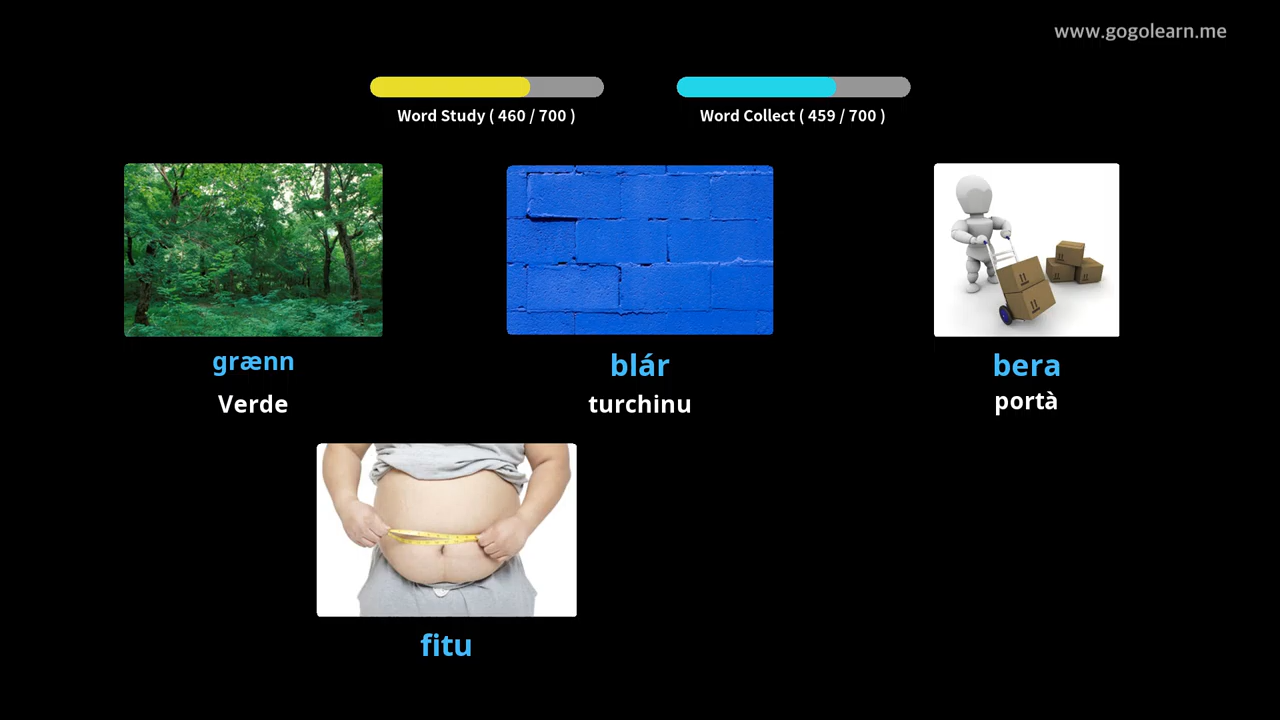 www.gogolearn.me
Word Study ( 460 / 700 )
Word Collect ( 459 / 700 )
grænn
blár
bera
Verde
turchinu
portà
fitu